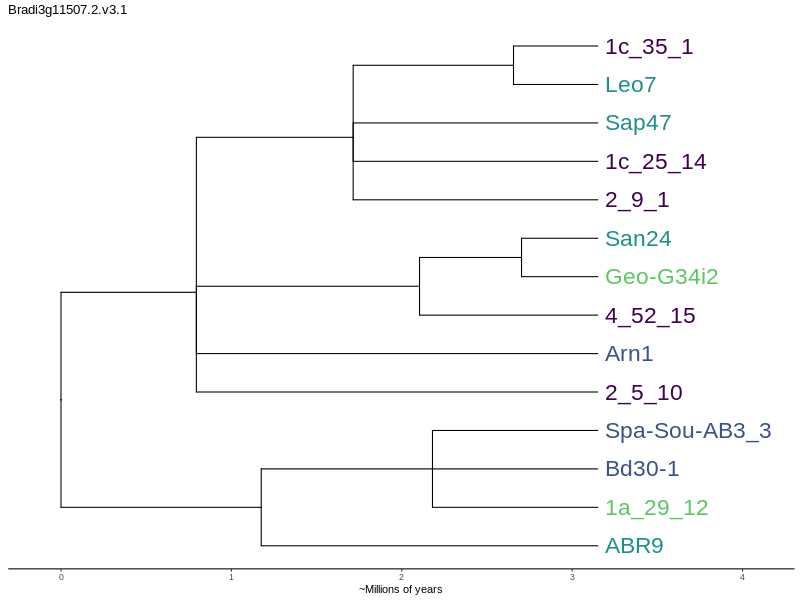 Bradi3g11507.2.v3.1
1c_35_1
Leo7
Sap47
1c_25_14
2_9_1
San24
Geo-G34i2
4_52_15
Arn1
2_5_10
Spa-Sou-AB3_3
Bd30-1
1a_29_12
ABR9
0 1 2 3 4
~Millions of years